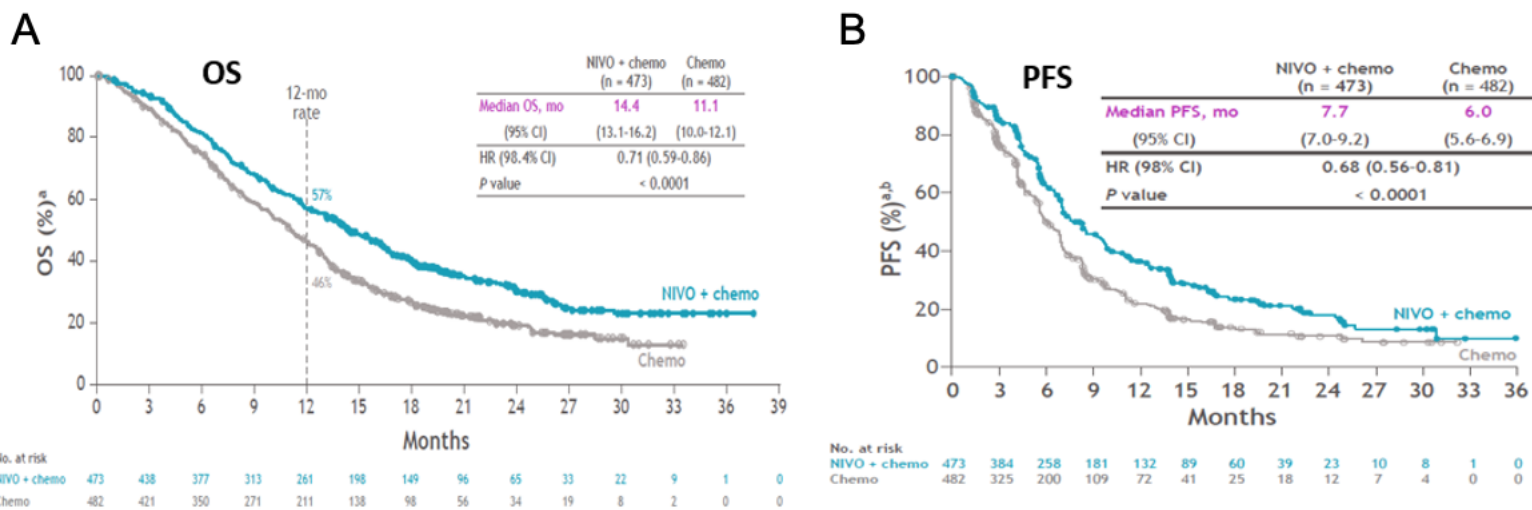 A
OS
NIVO + chemo Chemo
(n = 473) (n = 482)
Median OS, mo 14.4 11.1
(95% CI) (13.1-16.2) (10.0-12.1)
HR (98.4% CI) 0.71 (0.59-0.86)
P value < 0.0001
12-mo
rate
57%
46%
NIVO + chemo
Chemo
OS (%)a
100
80
60
40
20
0
0 3 6 9 12 15 18 21 24 27 30 33 36 39
Months
No. at risk
NIVO + chemo 473 438 377 313 261 198 149 96 65 33 22 9 1 0
Chemo 482 421 350 271 211 138 98 56 34 19 8 2 0 0
B
PFS
NIVO + chemo Chemo
(n = 473) (n = 482)
Median PFS, mo 7.7 6.0
(95% CI) (7.0-9.2) (5.6-6.9)
HR (98% CI) 0.68 (0.56-0.81)
P value < 0.0001
NIVO + chemo
Chemo
PFS (%)a,b
100
80
60
40
20
0
0 3 6 9 12 15 18 21 24 27 30 33 36
Months
No. at risk
NIVO + chemo 473 384 258 181 132 89 60 39 23 10 8 1 0
Chemo 482 325 200 109 72 41 25 18 12 7 4 0 0